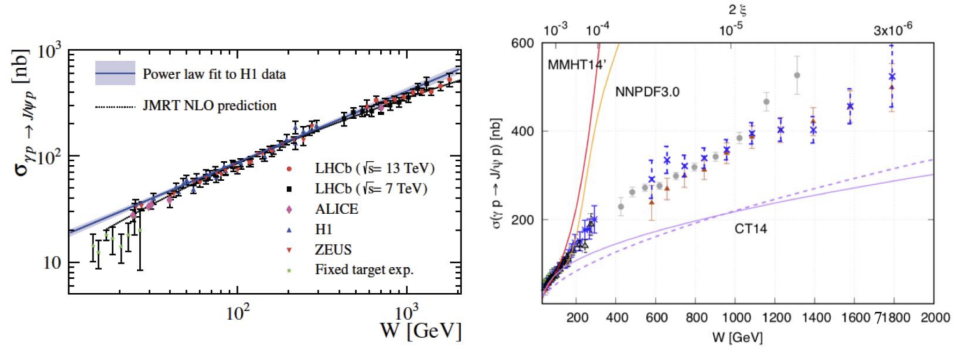 σγp → J/ψp [nb]
10³
10²
10
Power law fit to H1 data
JMRT NLO prediction
LHCb (√s= 13 TeV)
LHCb (√s= 7 TeV)
ALICE
H1
ZEUS
Fixed target exp.
10² 10³
W [GeV]
2 ξ
10⁻³ 10⁻⁴ 10⁻⁵ 3x10⁻⁶
σ(γ p → J/ψ p) [nb]
600
400
200
MMHT14'
NNPDF3.0
CT14
200 400 600 800 1000 1200 1400 1600 71800 2000
W [GeV]